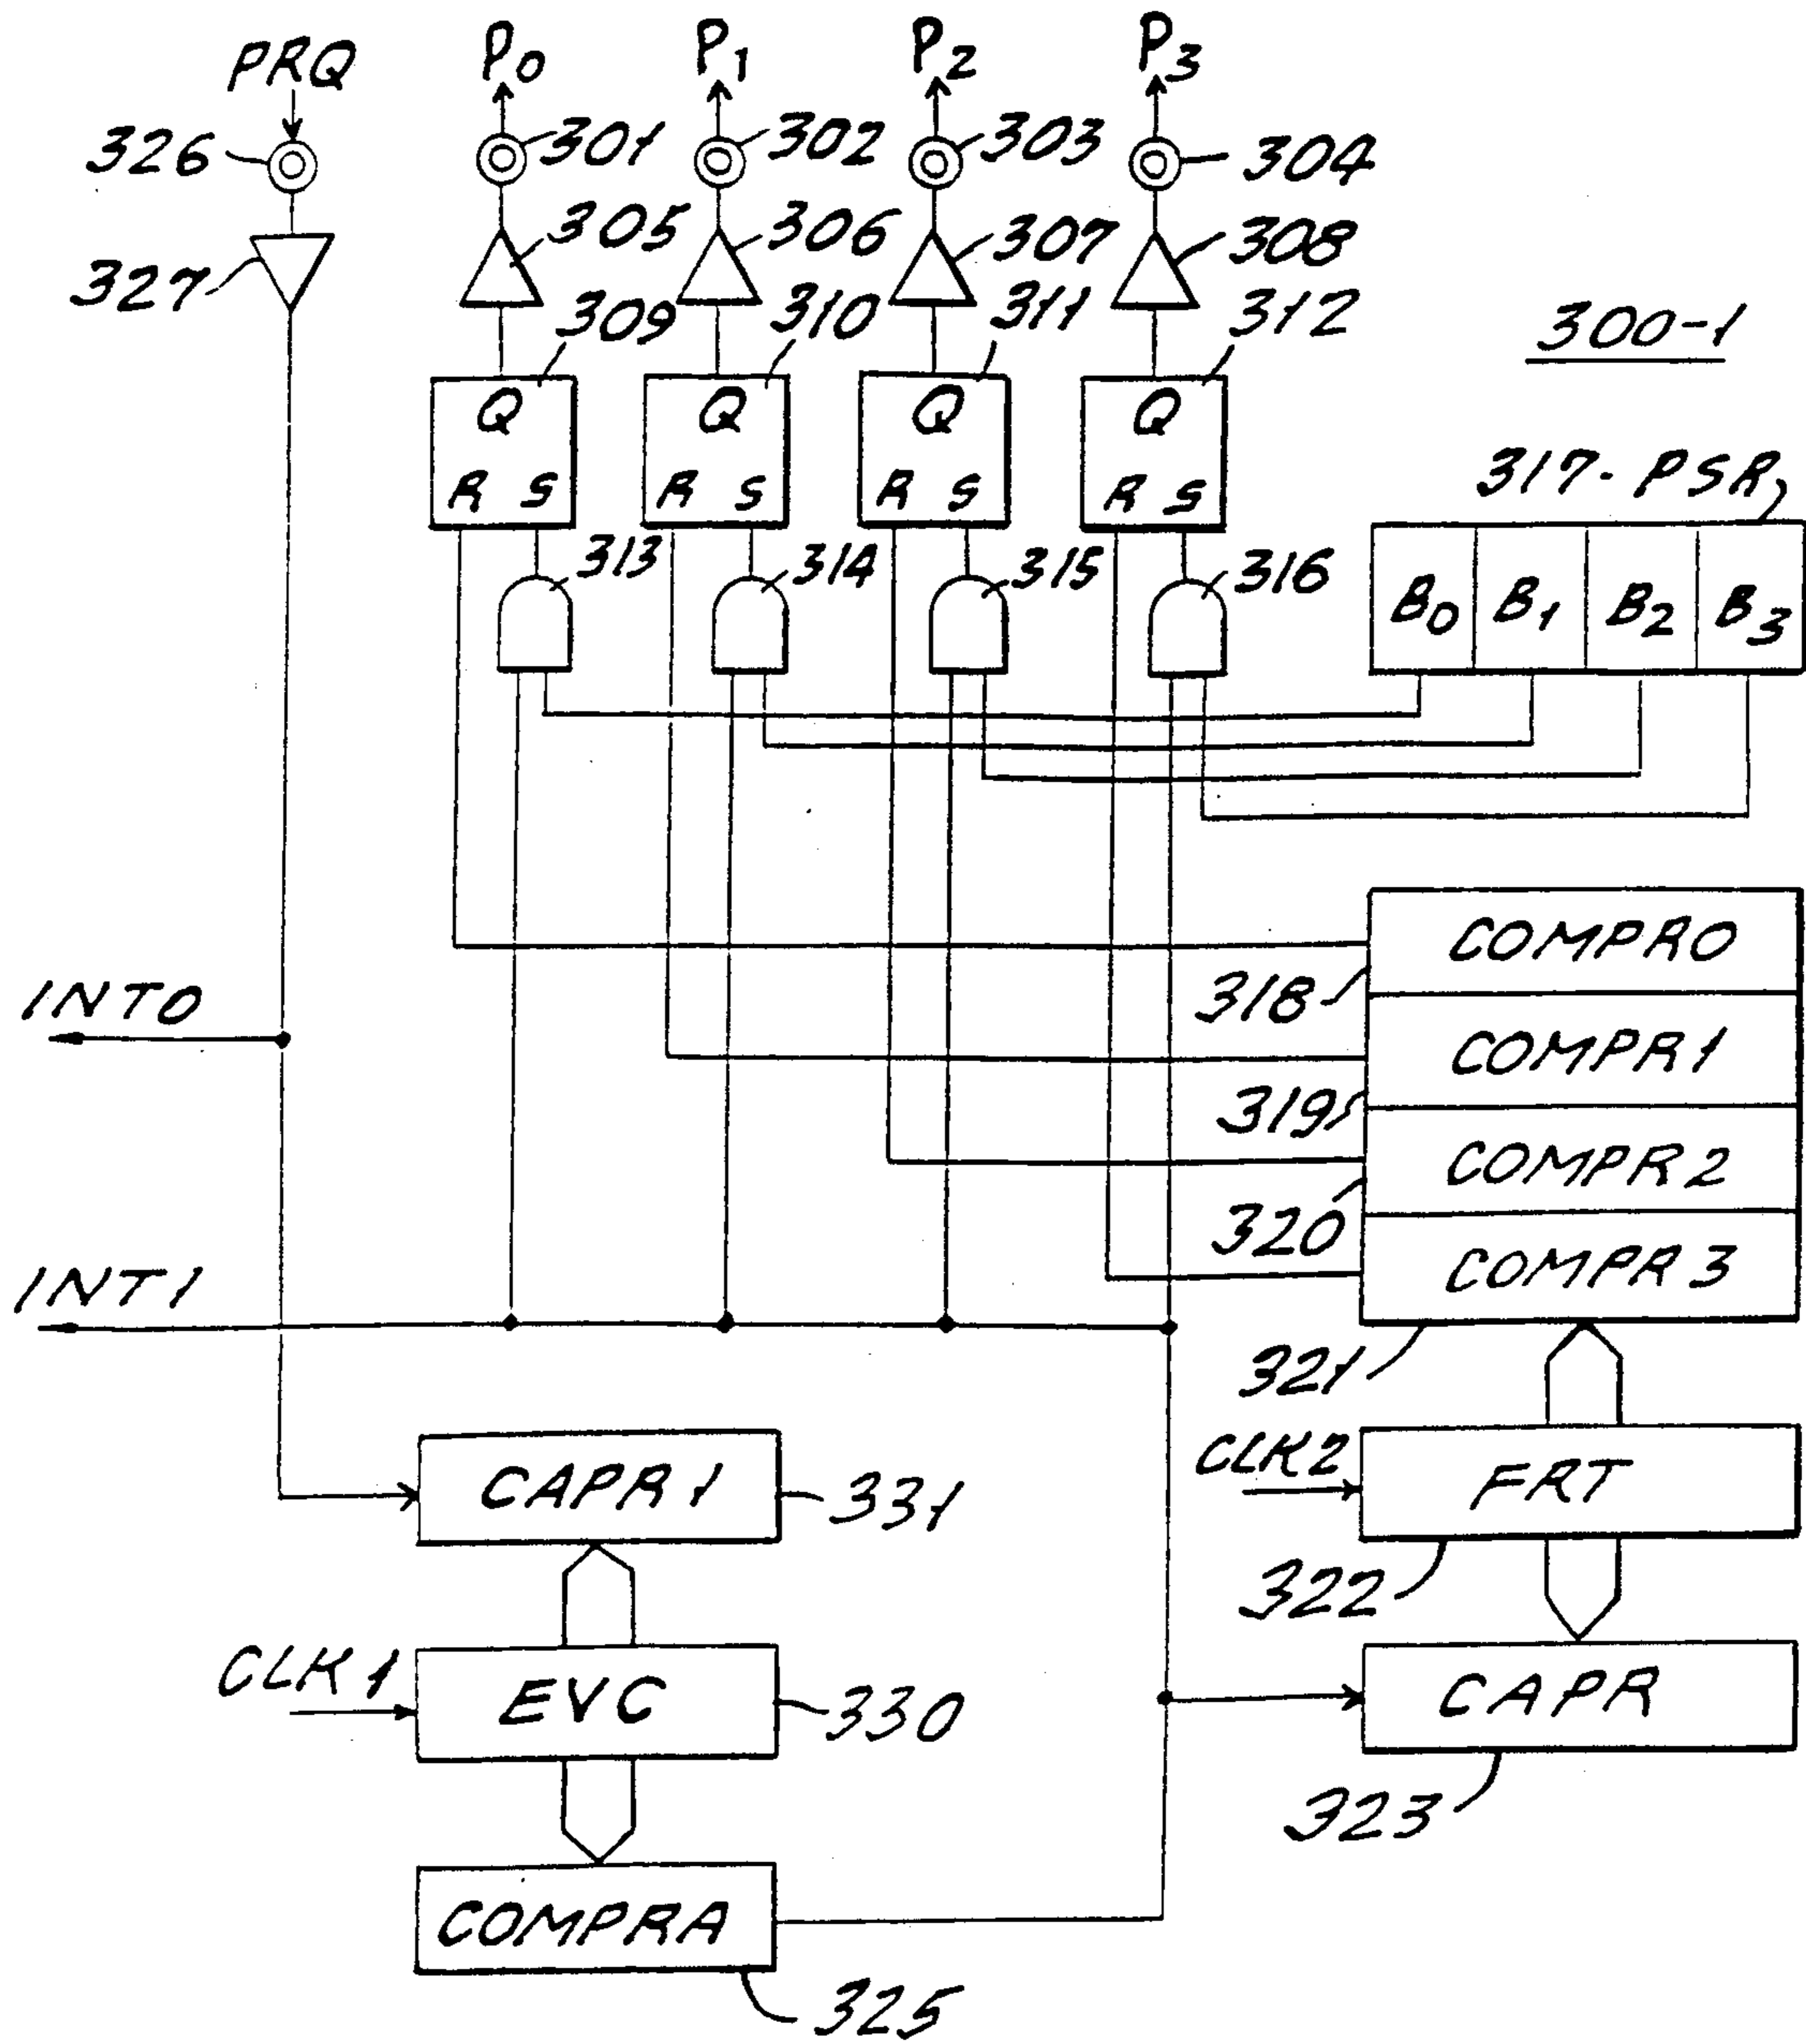 PRQ P0 P1 P2 P3
326 301 302 303 304
327 305 306 307 308
309 310 311 312
300-1
Q Q Q Q
R S R S R S R S
317-PSR
313 314 315 316
B0 B1 B2 B3
COMPR0
318
INT0
COMPR1
319
COMPR2
320
COMPR3
INT1
321
CLK2
CAPR1
331
FRT
322
CLK1
EVC
330
CAPR
323
COMPRA
325